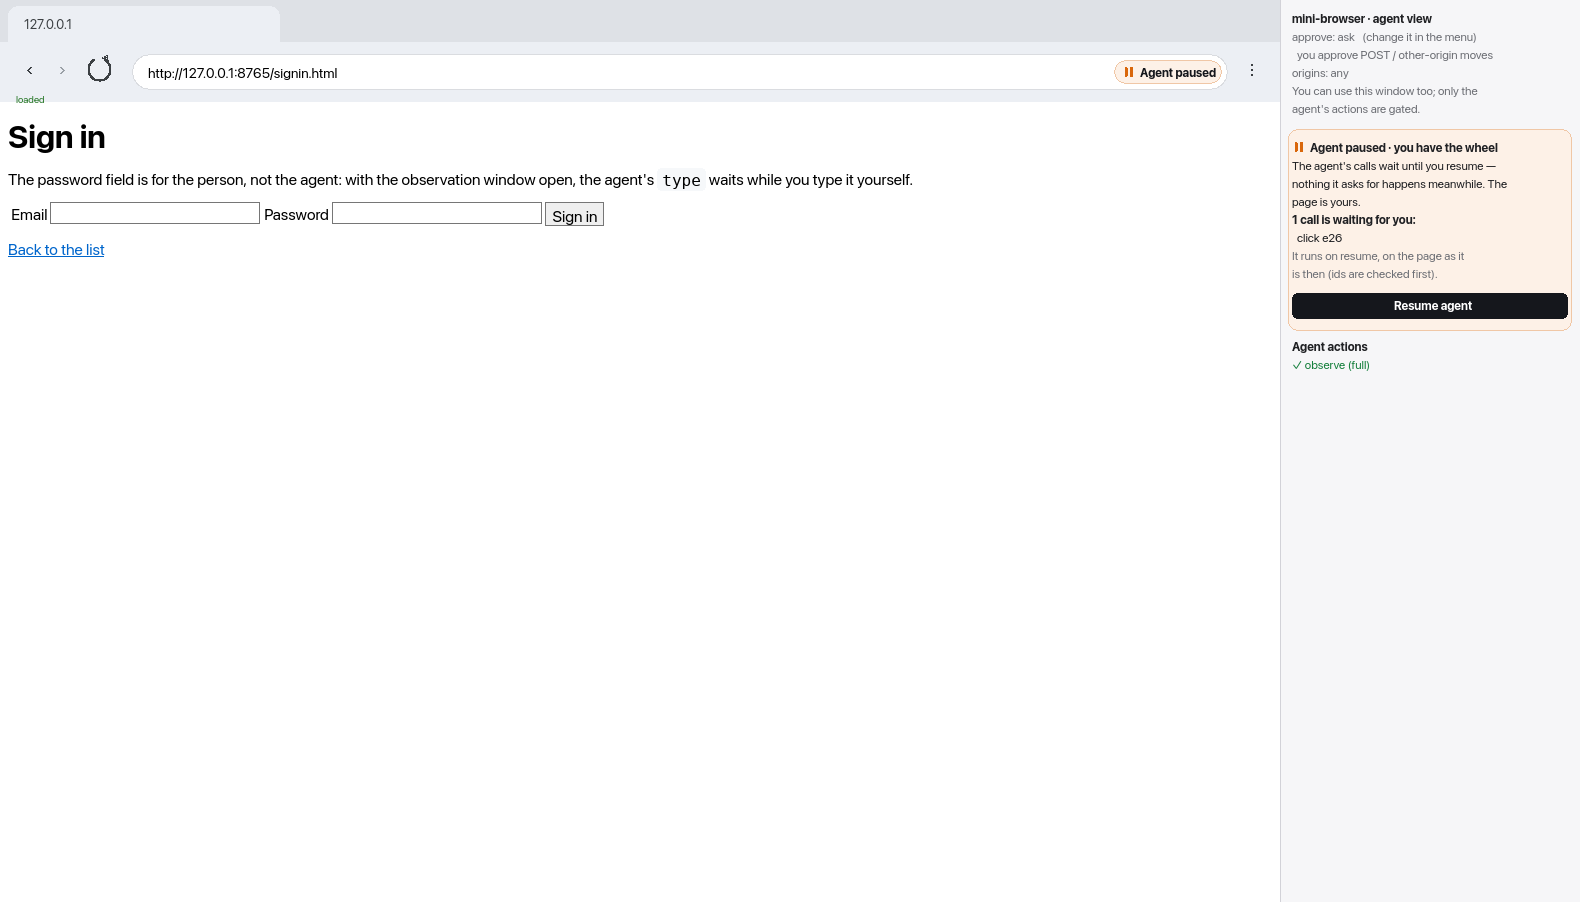 127.0.0.1
http://127.0.0.1:8765/signin.html
Agent paused
loaded
Sign in
The password field is for the person, not the agent: with the observation window open, the agent's type waits while you type it yourself.
Email Password Sign in
Back to the list
mini-browser · agent view
approve: ask (change it in the menu)
you approve POST / other-origin moves
origins: any
You can use this window too; only the
agent's actions are gated.
Agent paused · you have the wheel
The agent's calls wait until you resume —
nothing it asks for happens meanwhile. The
page is yours.
1 call is waiting for you:
click e26
It runs on resume, on the page as it
is then (ids are checked first).
Resume agent
Agent actions
✓ observe (full)